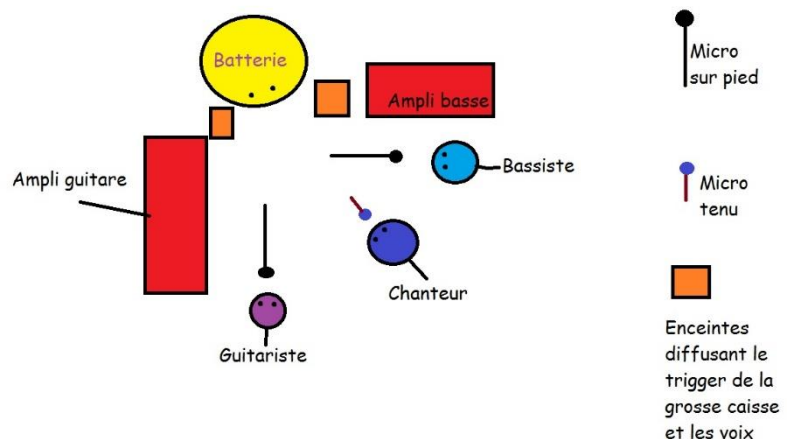 Batterie
Ampli basse
Ampli guitare
Bassiste
Chanteur
Guitariste
Micro
sur pied
Micro
tenu
Enceintes
diffusant le
trigger de la
grosse caisse
et les voix